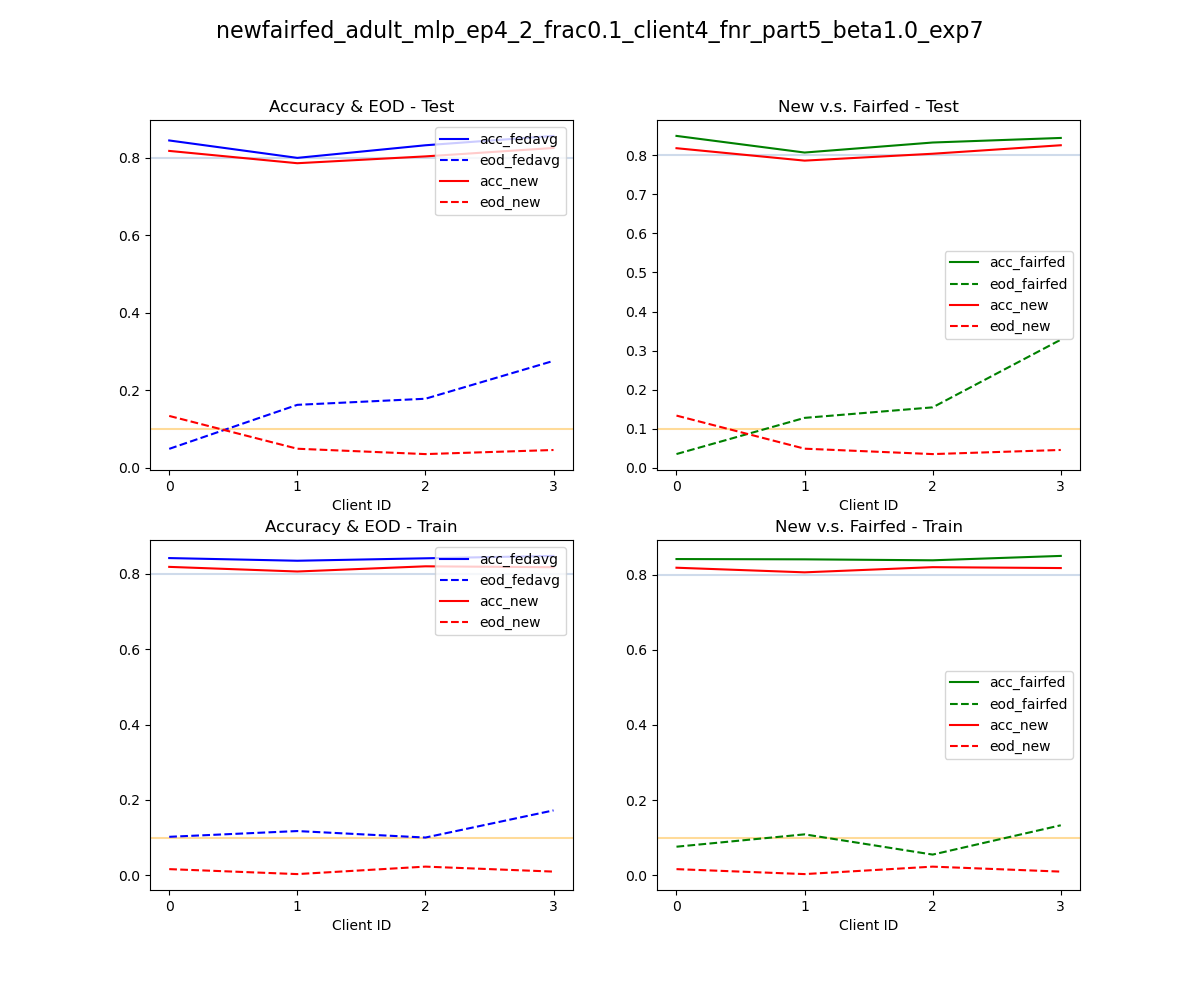 newfairfed_adult_mlp_ep4_2_frac0.1_client4_fnr_part5_beta1.0_exp7
Accuracy & EOD - Test
0.8
0.6
0.4
0.2
0.0
acc_fedavg
eod_fedavg
acc_new
eod_new
0 1 2 3
Client ID
New v.s. Fairfed - Test
0.8
0.7
0.6
0.5
0.4
0.3
0.2
0.1
0.0
acc_fairfed
eod_fairfed
acc_new
eod_new
0 1 2 3
Client ID
Accuracy & EOD - Train
0.8
0.6
0.4
0.2
0.0
acc_fedavg
eod_fedavg
acc_new
eod_new
0 1 2 3
Client ID
New v.s. Fairfed - Train
0.8
0.6
0.4
0.2
0.0
acc_fairfed
eod_fairfed
acc_new
eod_new
0 1 2 3
Client ID